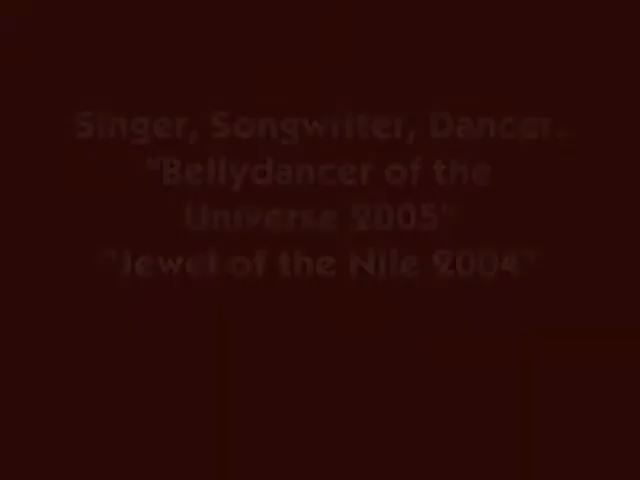 Singer, Songwriter, Dancer.
"Bellydancer of the
Universe 2005"
"Jewel of the Nile 2004"